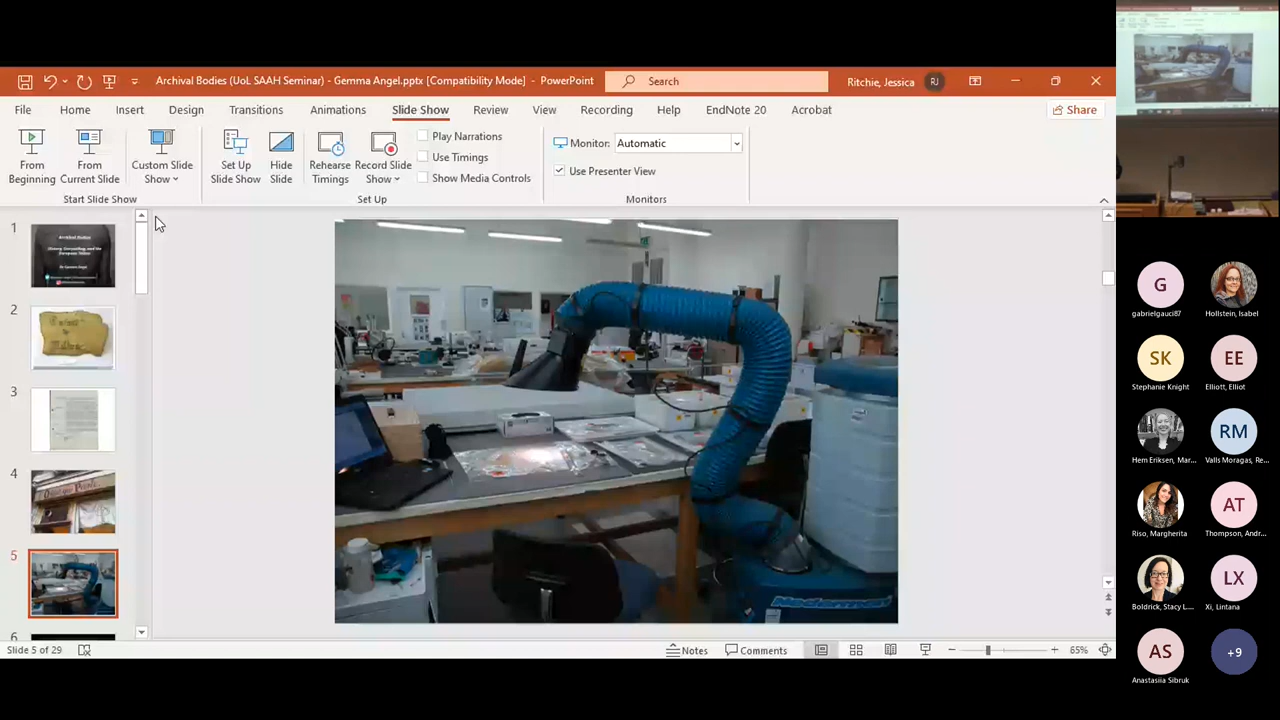 Archival Bodies (UoL SAAH Seminar) - Gemma Angel.pptx [Compatibility Mode] - PowerPoint
Search
Ritchie, Jessica
RJ
File Home Insert Design Transitions Animations Slide Show Review View Recording Help EndNote 20 Acrobat
Share
From Beginning
From Current Slide
Custom Slide Show
Start Slide Show
Set Up Slide Show
Hide Slide
Rehearse Timings
Record Slide Show
Play Narrations
Use Timings
Show Media Controls
Set Up
Monitor: Automatic
Use Presenter View
Monitors
1
2
3
4
5
6
Nederman
Slide 5 of 29
Notes
Comments
65%
G
gabrielgauci87
Hollstein, Isabel
SK
Stephanie Knight
EE
Elliott, Elliot
Hem Eriksen, Mar...
RM
Valls Moragas, Re...
Riso, Margherita
AT
Thompson, Andr...
Boldrick, Stacy L...
LX
Xi, Lintana
AS
Anastasiia Sibruk
+9